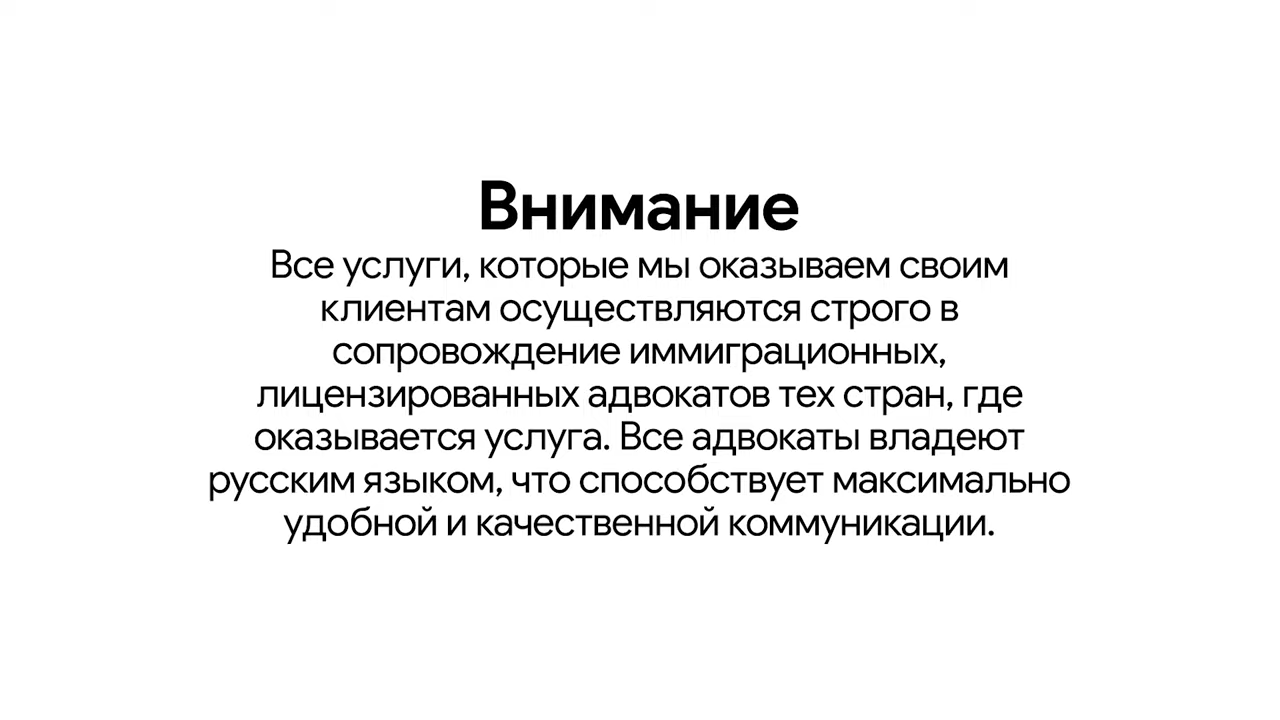 Внимание
Все услуги, которые мы оказываем своим
клиентам осуществляются строго в
сопровождение иммиграционных,
лицензированных адвокатов тех стран, где
оказывается услуга. Все адвокаты владеют
русским языком, что способствует максимально
удобной и качественной коммуникации.